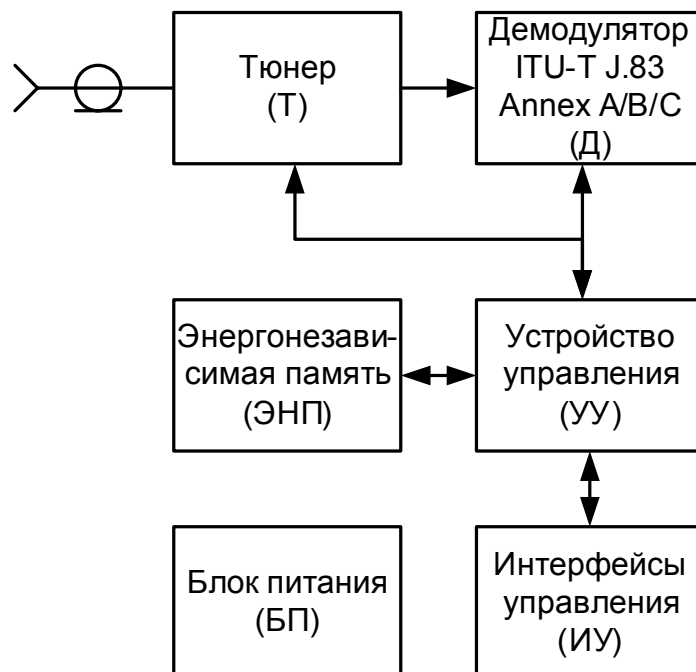 Тюнер
(Т)
Демодулятор
ITU-T J.83
Annex A/B/C
(Д)
Энергонезави-
симая память
(ЭНП)
Устройство
управления
(УУ)
Блок питания
(БП)
Интерфейсы
управления
(ИУ)